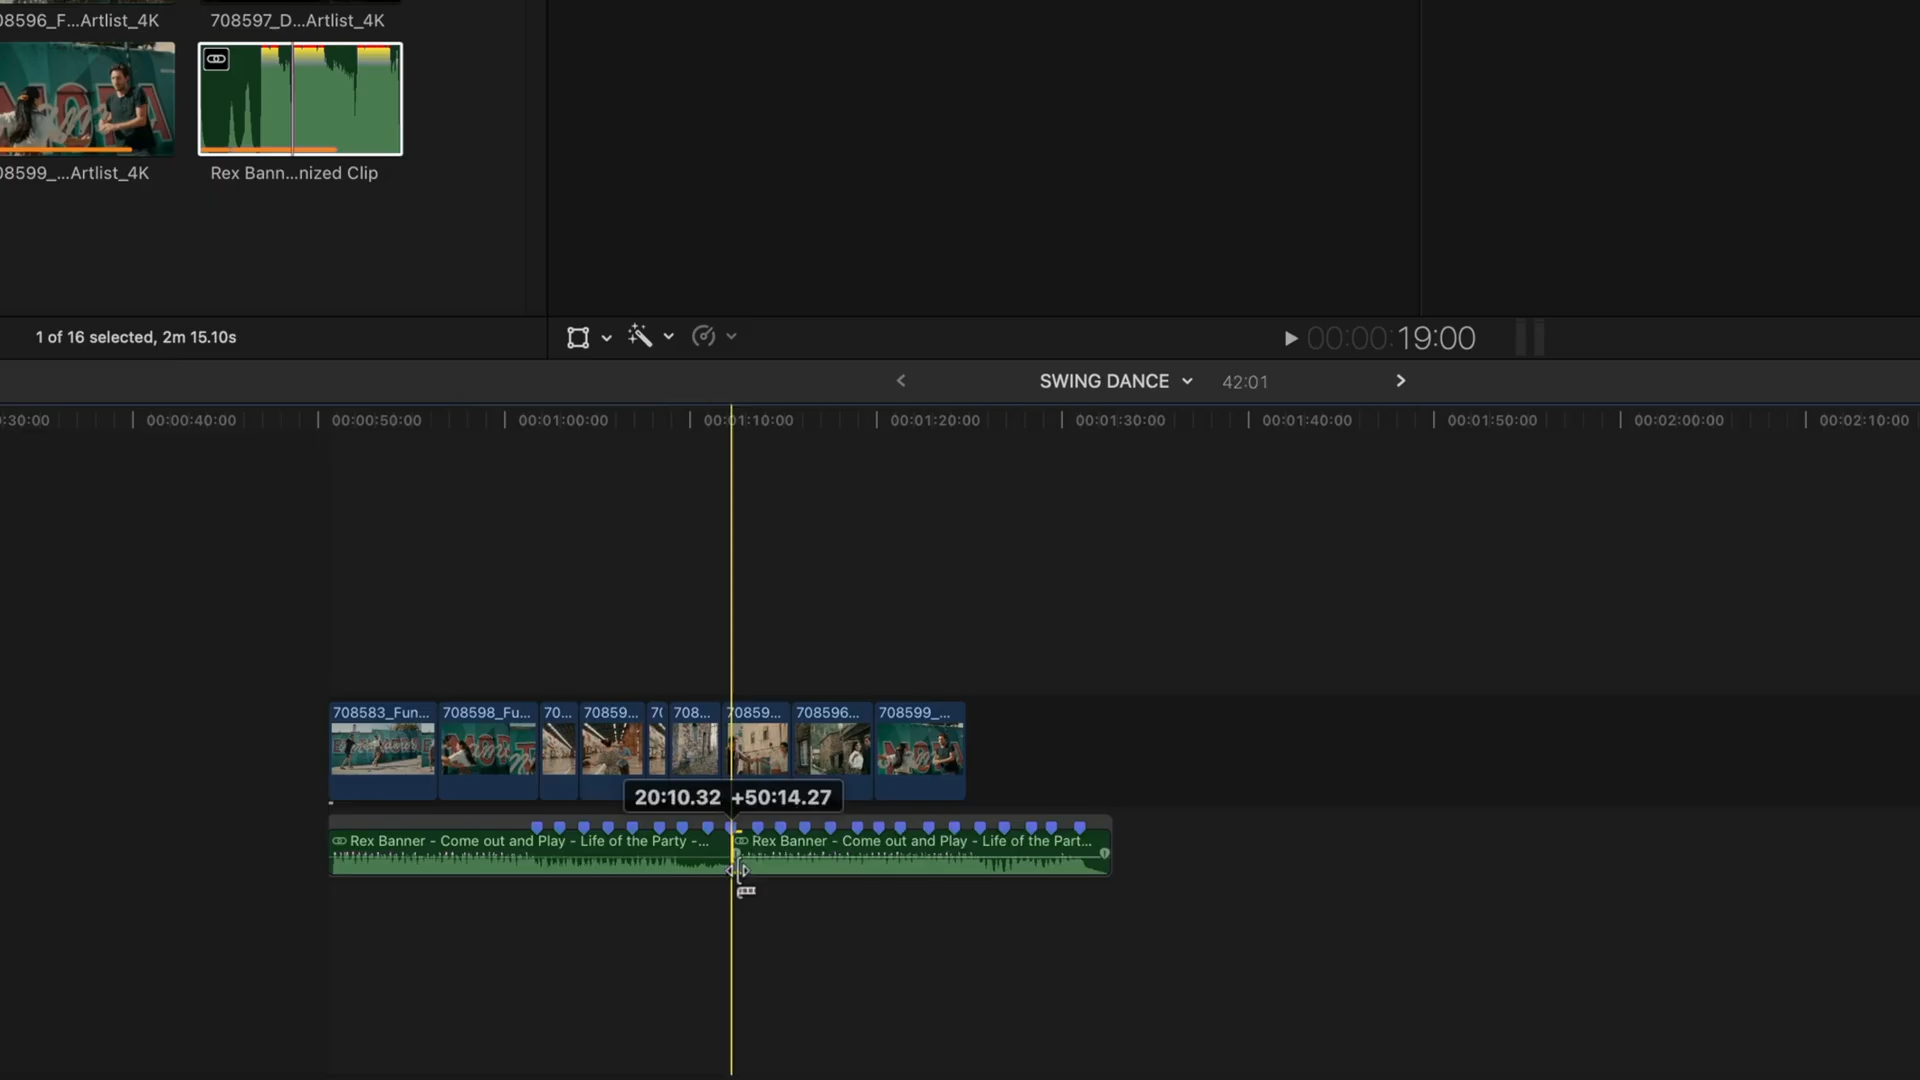 08596_F...Artlist_4K
708597_D...Artlist_4K
08599_...Artlist_4K
Rex Bann...nized Clip
1 of 16 selected, 2m 15.10s
00:00:19:00
SWING DANCE
42:01
:30:00
00:00:40:00
00:00:50:00
00:01:00:00
00:01:10:00
00:01:20:00
00:01:30:00
00:01:40:00
00:01:50:00
00:02:00:00
00:02:10:00
708583_Fun...
708598_Fu...
70...
70859...
70
708...
70859...
708596...
708599_...
20:10.32 +50:14.27
Rex Banner - Come out and Play - Life of the Party -...
Rex Banner - Come out and Play - Life of the Part...